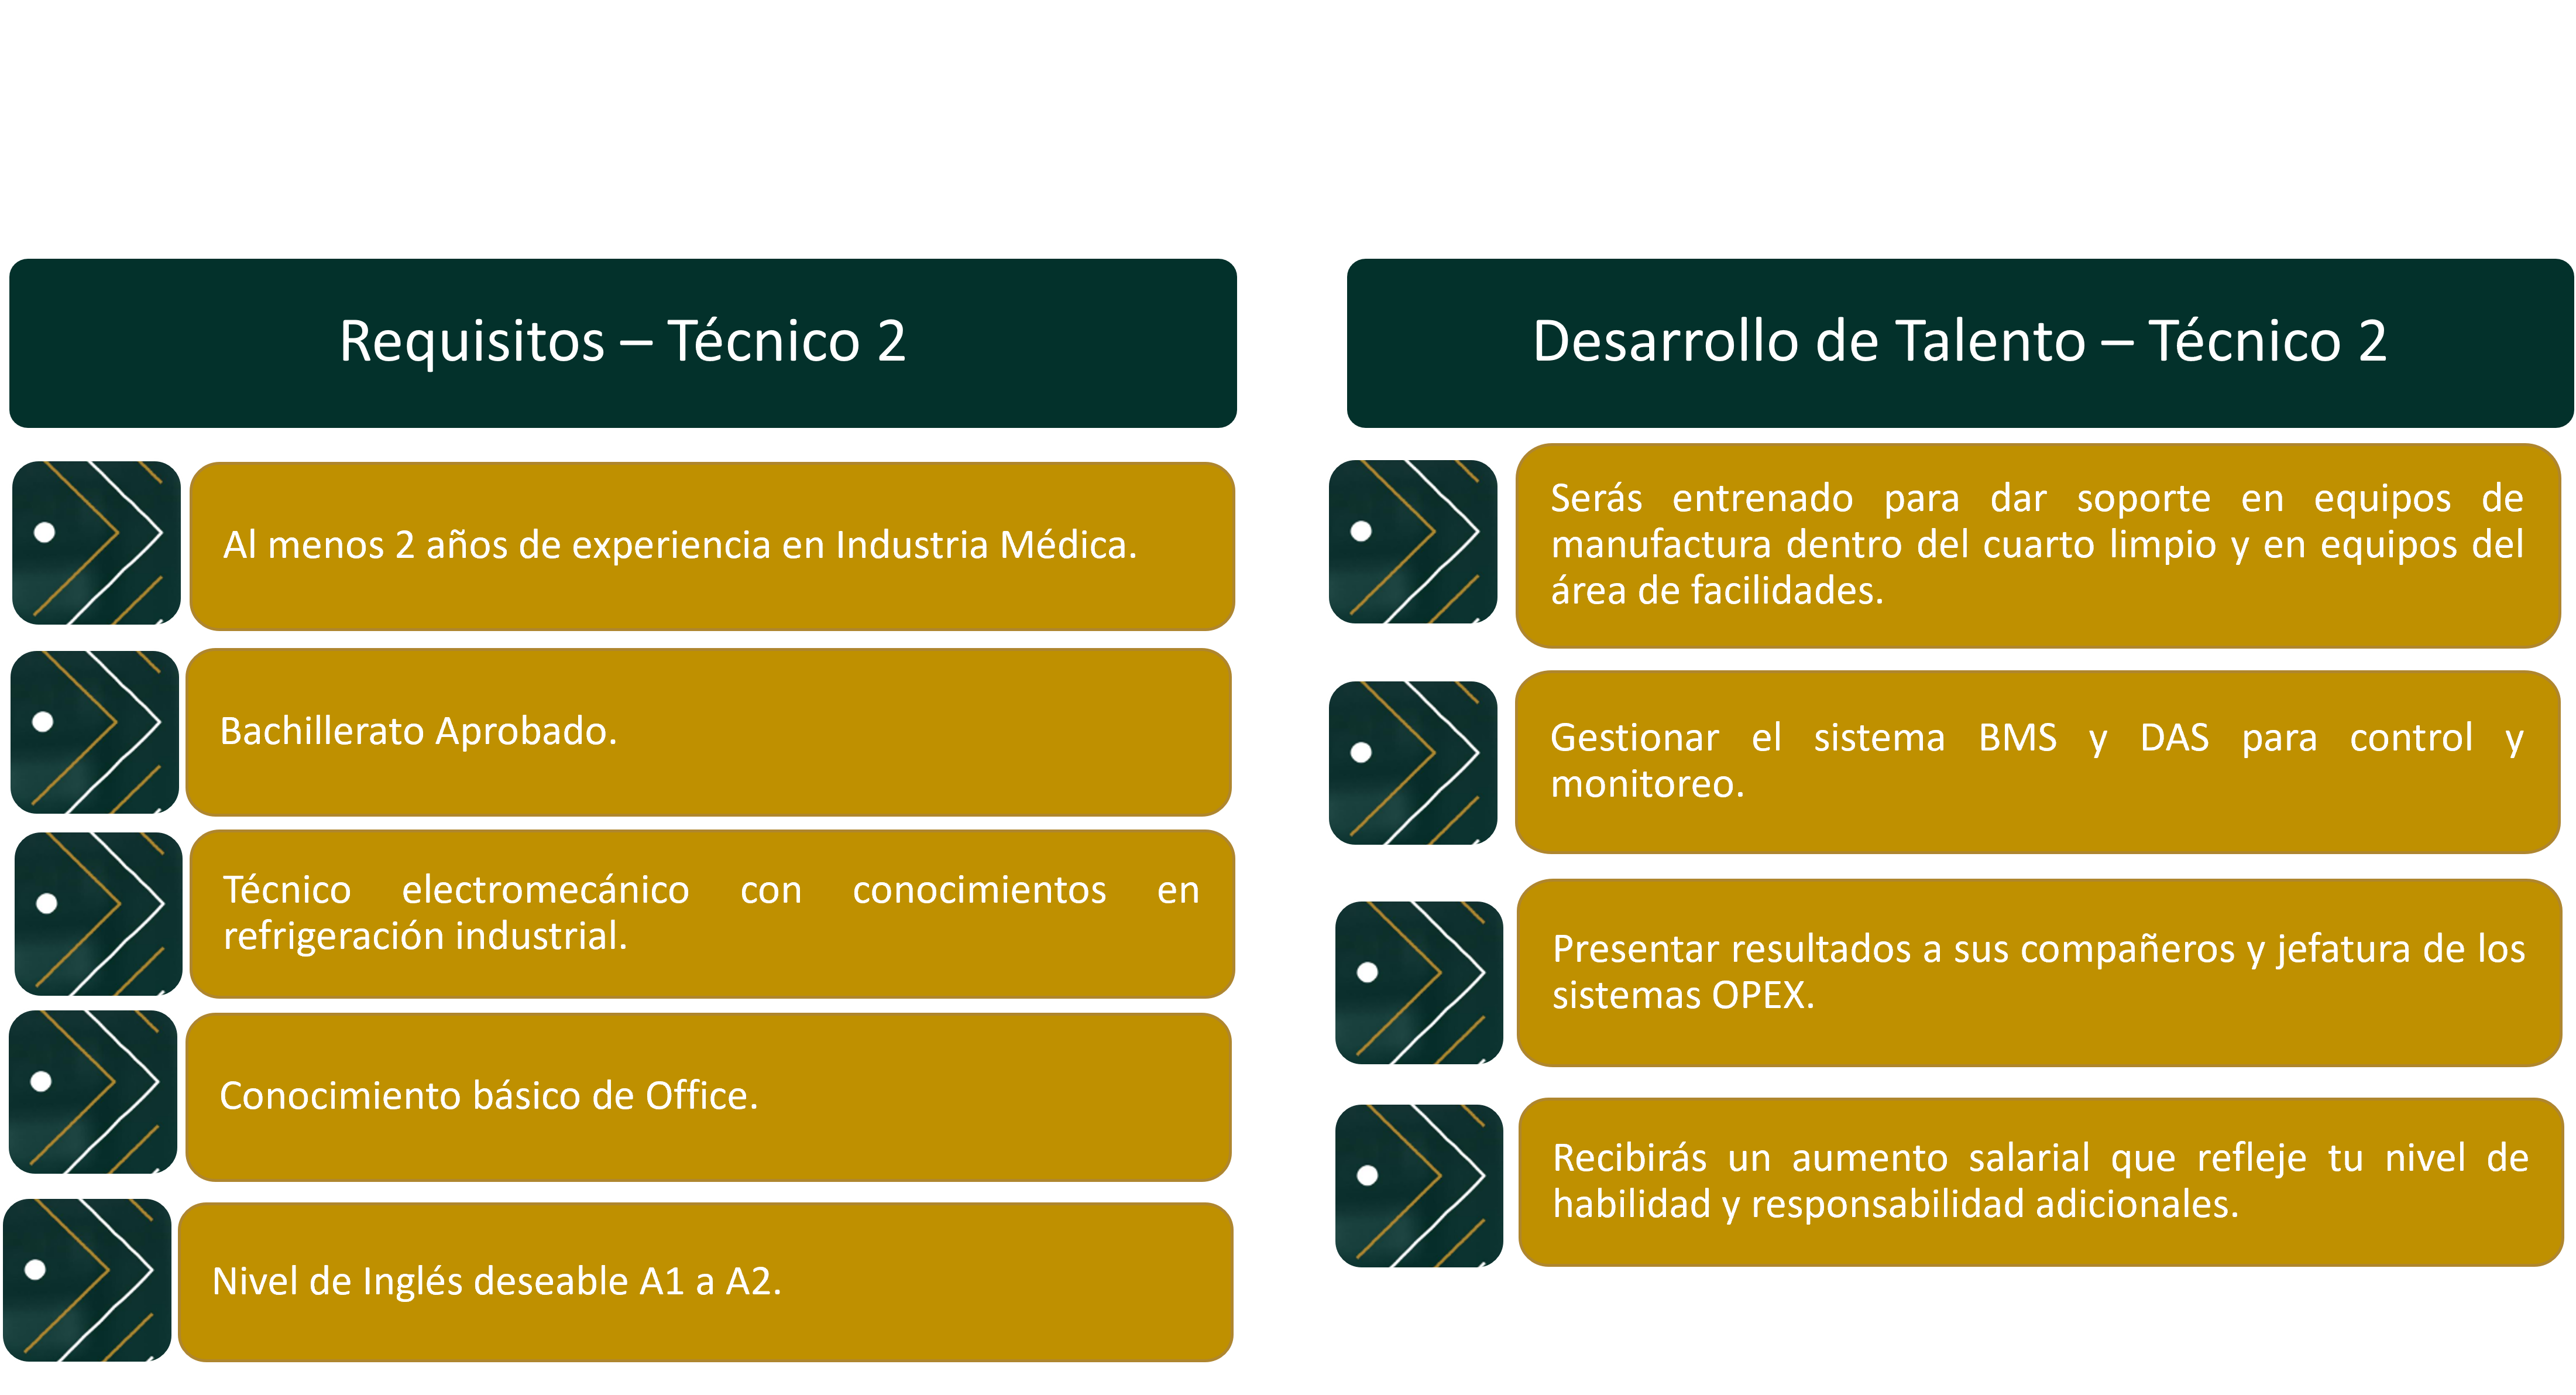 Requisitos – Técnico 2
Al menos 2 años de experiencia en Industria Médica.
Bachillerato Aprobado.
Técnico electromecánico con conocimientos en
refrigeración industrial.
Conocimiento básico de Office.
Nivel de Inglés deseable A1 a A2.
Desarrollo de Talento – Técnico 2
Serás entrenado para dar soporte en equipos de
manufactura dentro del cuarto limpio y en equipos del
área de facilidades.
Gestionar el sistema BMS y DAS para control y
monitoreo.
Presentar resultados a sus compañeros y jefatura de los
sistemas OPEX.
Recibirás un aumento salarial que refleje tu nivel de
habilidad y responsabilidad adicionales.